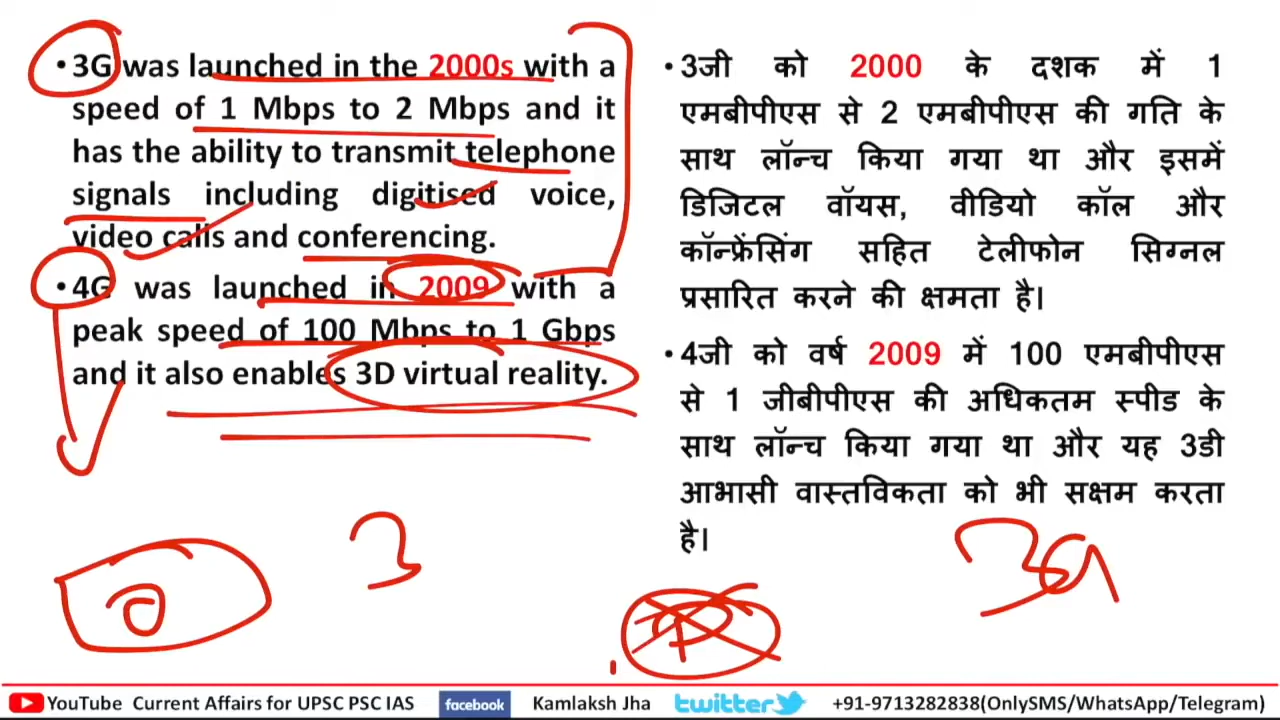 •3G was launched in the 2000s with a
speed of 1 Mbps to 2 Mbps and it
has the ability to transmit telephone
signals including digitised voice,
video calls and conferencing.
•4G was launched in 2009 with a
peak speed of 100 Mbps to 1 Gbps
and it also enables 3D virtual reality.
•3जी को 2000 के दशक में 1
एमबीपीएस से 2 एमबीपीएस की गति के
साथ लॉन्च किया गया था और इसमें
डिजिटल वॉयस, वीडियो कॉल और
कॉन्फ्रेंसिंग सहित टेलीफोन सिग्नल
प्रसारित करने की क्षमता है।
•4जी को वर्ष 2009 में 100 एमबीपीएस
से 1 जीबीपीएस की अधिकतम स्पीड के
साथ लॉन्च किया गया था और यह 3डी
आभासी वास्तविकता को भी सक्षम करता
है।
3
YouTube Current Affairs for UPSC PSC IAS facebook Kamlaksh Jha twitter +91-9713282838(OnlySMS/WhatsApp/Telegram)